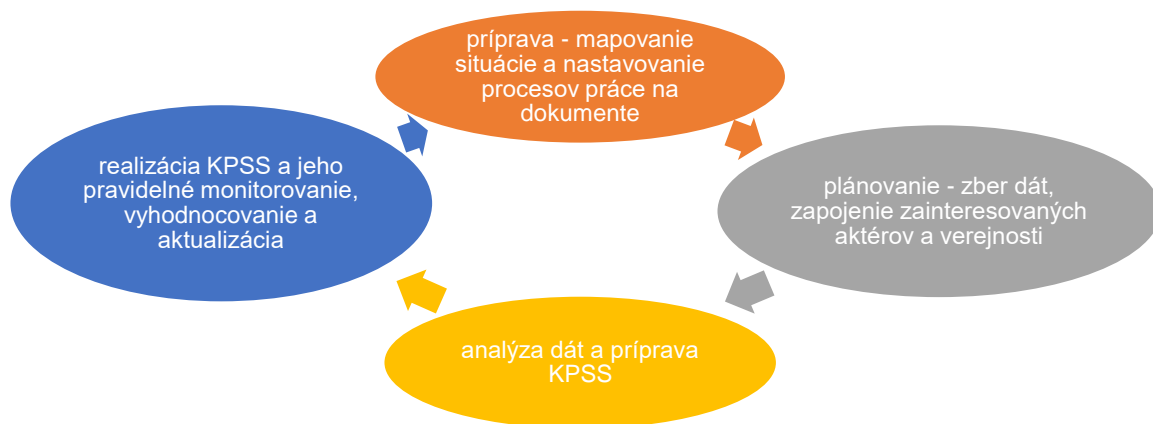 príprava - mapovanie
situácie a nastavovanie
procesov práce na
dokumente
plánovanie - zber dát,
zapojenie zainteresovaných
aktérov a verejnosti
analýza dát a príprava
KPSS
realizácia KPSS a jeho
pravidelné monitorovanie,
vyhodnocovanie a
aktualizácia